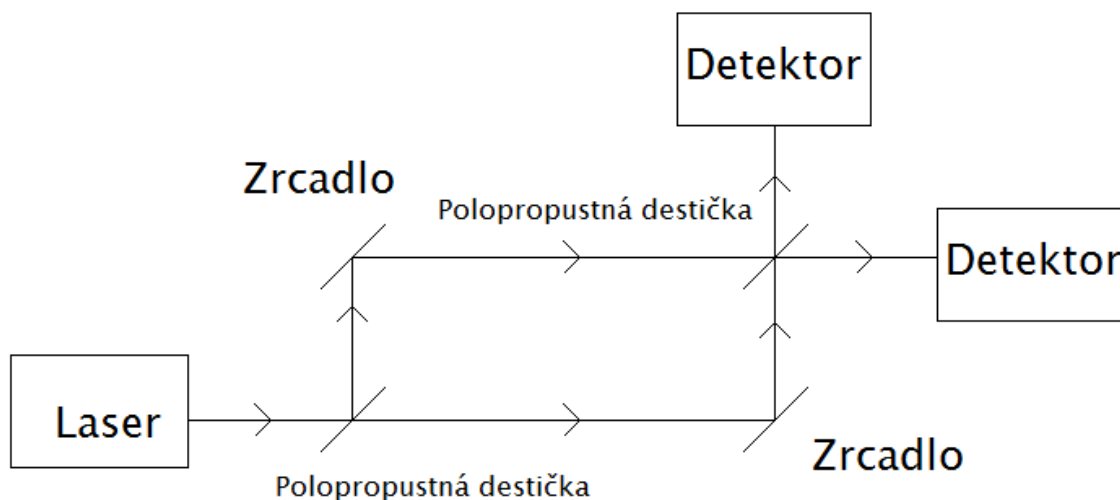 Detektor
Zrcadlo
Polopropustná destička
Detektor
Laser
Zrcadlo
Polopropustná destička